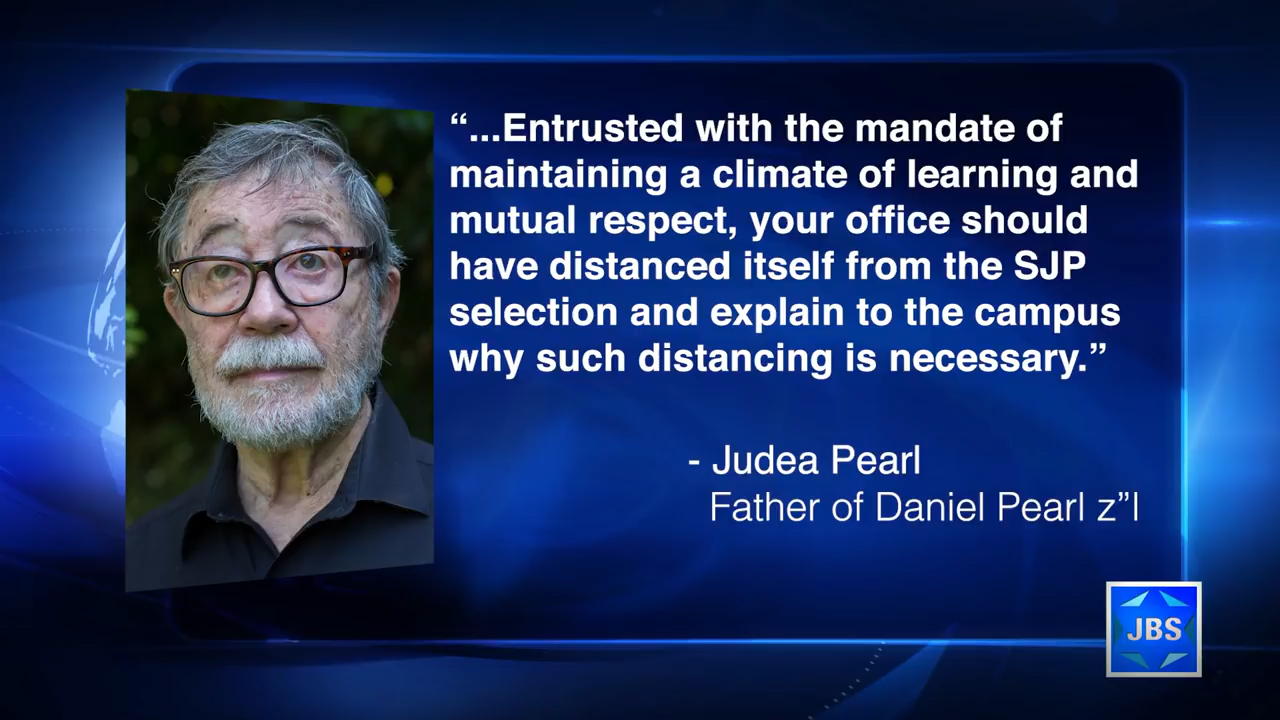 “...Entrusted with the mandate of
maintaining a climate of learning and
mutual respect, your office should
have distanced itself from the SJP
selection and explain to the campus
why such distancing is necessary.”
- Judea Pearl
Father of Daniel Pearl z”l
JBS